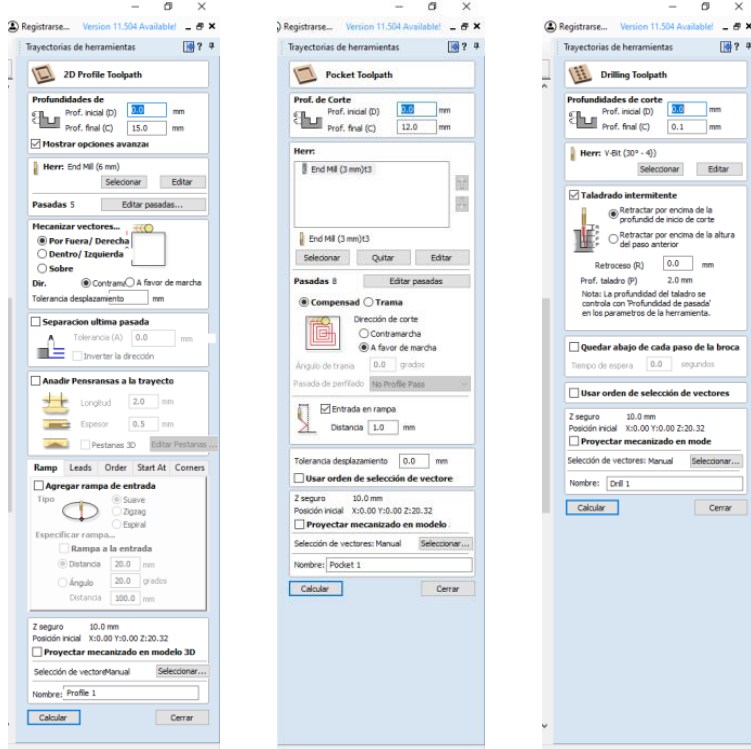 Registrarse... Version 11.504 Available!
Trayectorias de herramientas ?
2D Profile Toolpath
Profundidades de
Prof. inicial (D) 0.0 mm
Prof. final (C) 15.0 mm
Mostrar opciones avanzac
Herr: End Mill (6 mm)
Selecionar Editar
Pasadas 5 Editar pasadas...
Mecanizar vectores...
Por Fuera/ Derecha
Dentro/ Izquierda
Sobre
Dir. Contrama A favor de marcha
Tolerancia desplazamiento mm
Separacion ultima pasada
Tolerancia (A) 0.0 mm
Inverter la dirección
Anadir Pensransas a la trayecto
Longitud 2.0 mm
Espesor 0.5 mm
Pestanas 3D Editar Pestanas ...
Ramp Leads Order Start At Corners
Agregar rampa de entrada
Tipo Suave
Zigzag
Espiral
Especificar rampa...
Rampa a la entrada
Distancia 20.0 mm
Ángulo 20.0 grados
Distancia 100.0 mm
Z seguro 10.0 mm
Posición inicial X:0.00 Y:0.00 Z:20.32
Proyectar mecanizado en modelo 3D
Selección de vectoreManual Seleccionar...
Nombre: Profile 1
Calcular Cerrar
Registrarse... Version 11.504 Available!
Trayectorias de herramientas ?
Pocket Toolpath
Prof. de Corte
Prof. inicial (D) 0.0 mm
Prof. final (C) 12.0 mm
Herr:
End Mill (3 mm)t3
End Mill (3 mm)t3
Selecionar Quitar Editar
Pasadas 8 Editar pasadas
Compensad Trama
Dirección de corte
Contramarcha
A favor de marcha
Ángulo de trama 0.0 grados
Pasada de perfilado No Profile Pass
Entrada en rampa
Distancia 1.0 mm
Tolerancia desplazamiento 0.0 mm
Usar orden de selección de vectore
Z seguro 10.0 mm
Posición inicial X:0.00 Y:0.00 Z:20.32
Proyectar mecanizado en modelo
Selección de vectores: Manual Seleccionar...
Nombre: Pocket 1
Calcular Cerrar
Registrarse... Version 11.504 Available!
Trayectorias de herramientas ?
Drilling Toolpath
Profundidades de corte
Prof. inicial (D) 0.0 mm
Prof. final (C) 0.1 mm
Herr: V-Bit (30° - 4))
Selecionar Editar
Taladrado intermitente
Retractar por encima de la
profundid de inicio de corte
Retractar por encima de la altura
del paso anterior
Retroceso (R) 0.0 mm
Prof. taladro (P) 2.0 mm
Nota: La profundidad del taladro se
controla con 'Profundidad de pasada'
en los parametros de la herramienta.
Quedar abajo de cada paso de la broca
Tiempo de espera 0.0 segundos
Usar orden de selección de vectores
Z seguro 10.0 mm
Posición inicial X:0.00 Y:0.00 Z:20.32
Proyectar mecanizado en mode
Selección de vectores: Manual Seleccionar...
Nombre: Drill 1
Calcular Cerrar